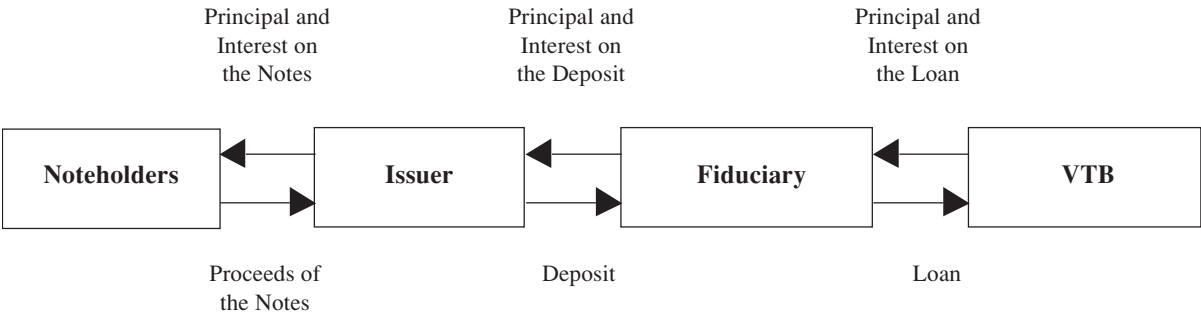 Principal and
Interest on
the Notes
Principal and
Interest on
the Deposit
Principal and
Interest on
the Loan
Noteholders
Issuer
Fiduciary
VTB
Proceeds of
the Notes
Deposit
Loan